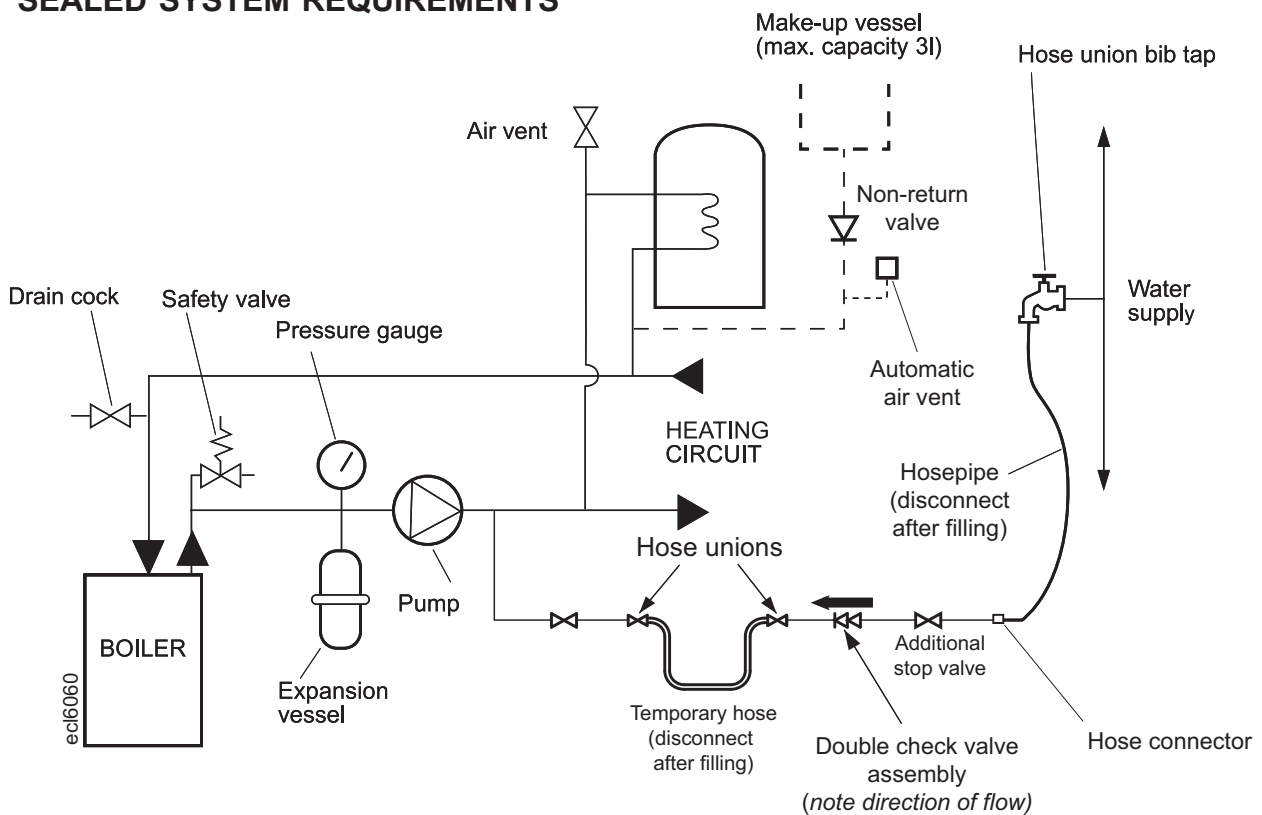 SEALED SYSTEM REQUIREMENTS
Make-up vessel
(max. capacity 3l)
Hose union bib tap
Air vent
Non-return
valve
Drain cock
Safety valve
Pressure gauge
Water
supply
Automatic
air vent
HEATING
CIRCUIT
Hosepipe
(disconnect
after filling)
Hose unions
Pump
BOILER
Additional
stop valve
Expansion
vessel
ecl6060
Temporary hose
(disconnect
after filling)
Double check valve
assembly
(note direction of flow)
Hose connector